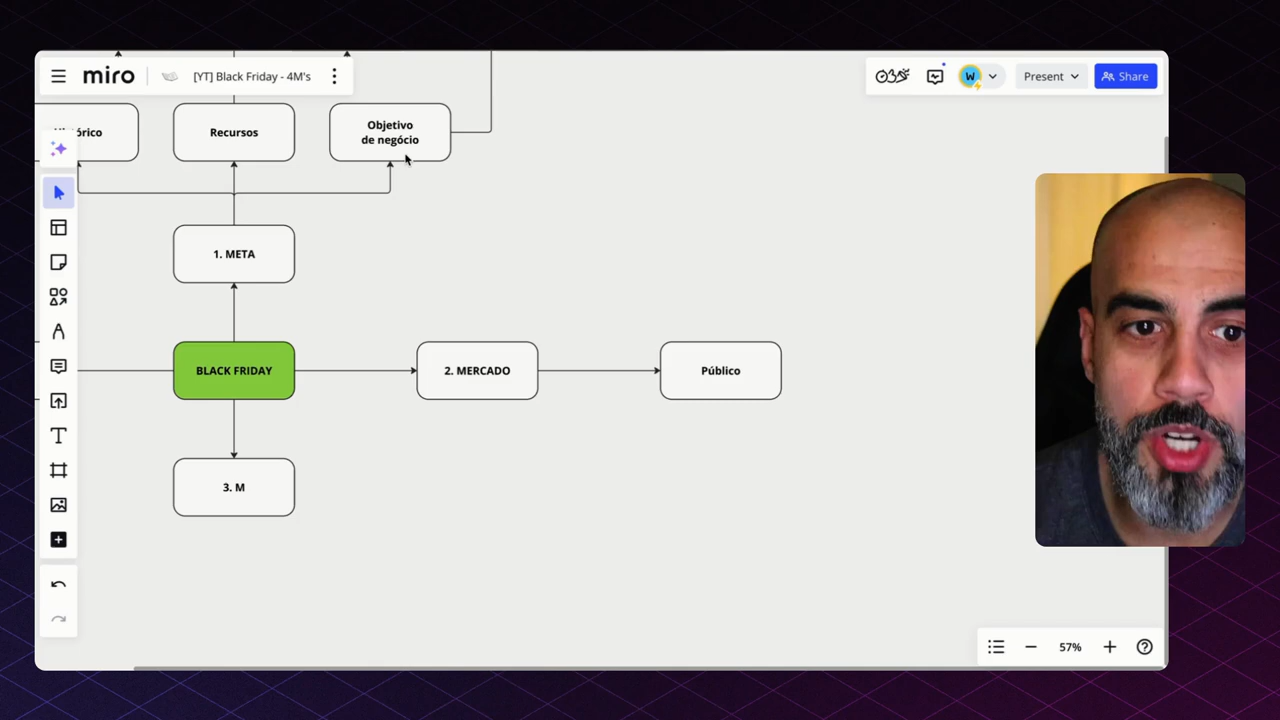 miro
[YT] Black Friday - 4M's
W
Present
Share
Recursos
Objetivo
de negócio
1. META
BLACK FRIDAY
2. MERCADO
Público
3. M
57%